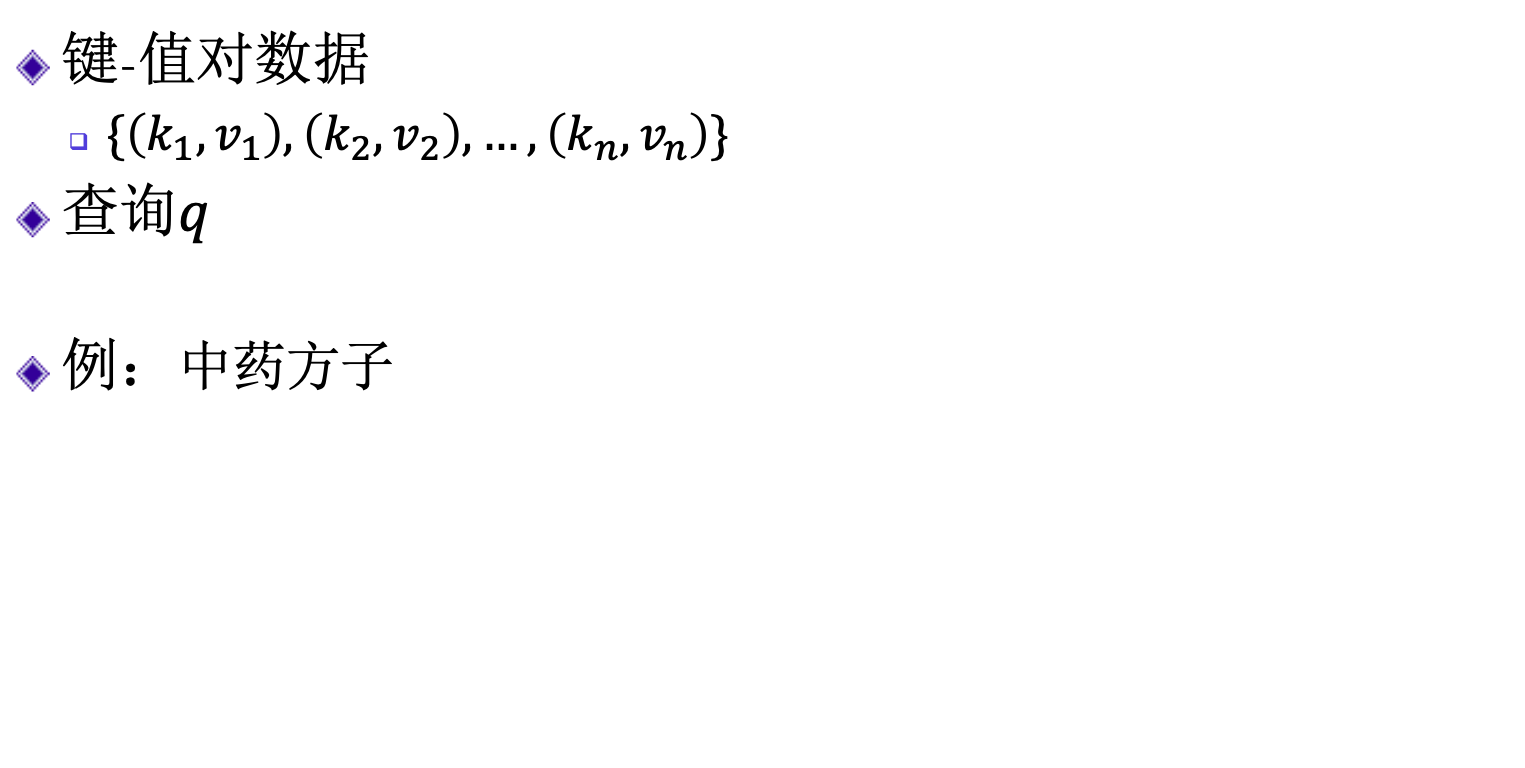 键-值对数据
{(k₁, v₁), (k₂, v₂), … , (kₙ, vₙ)}
查询q
例： 中药方子